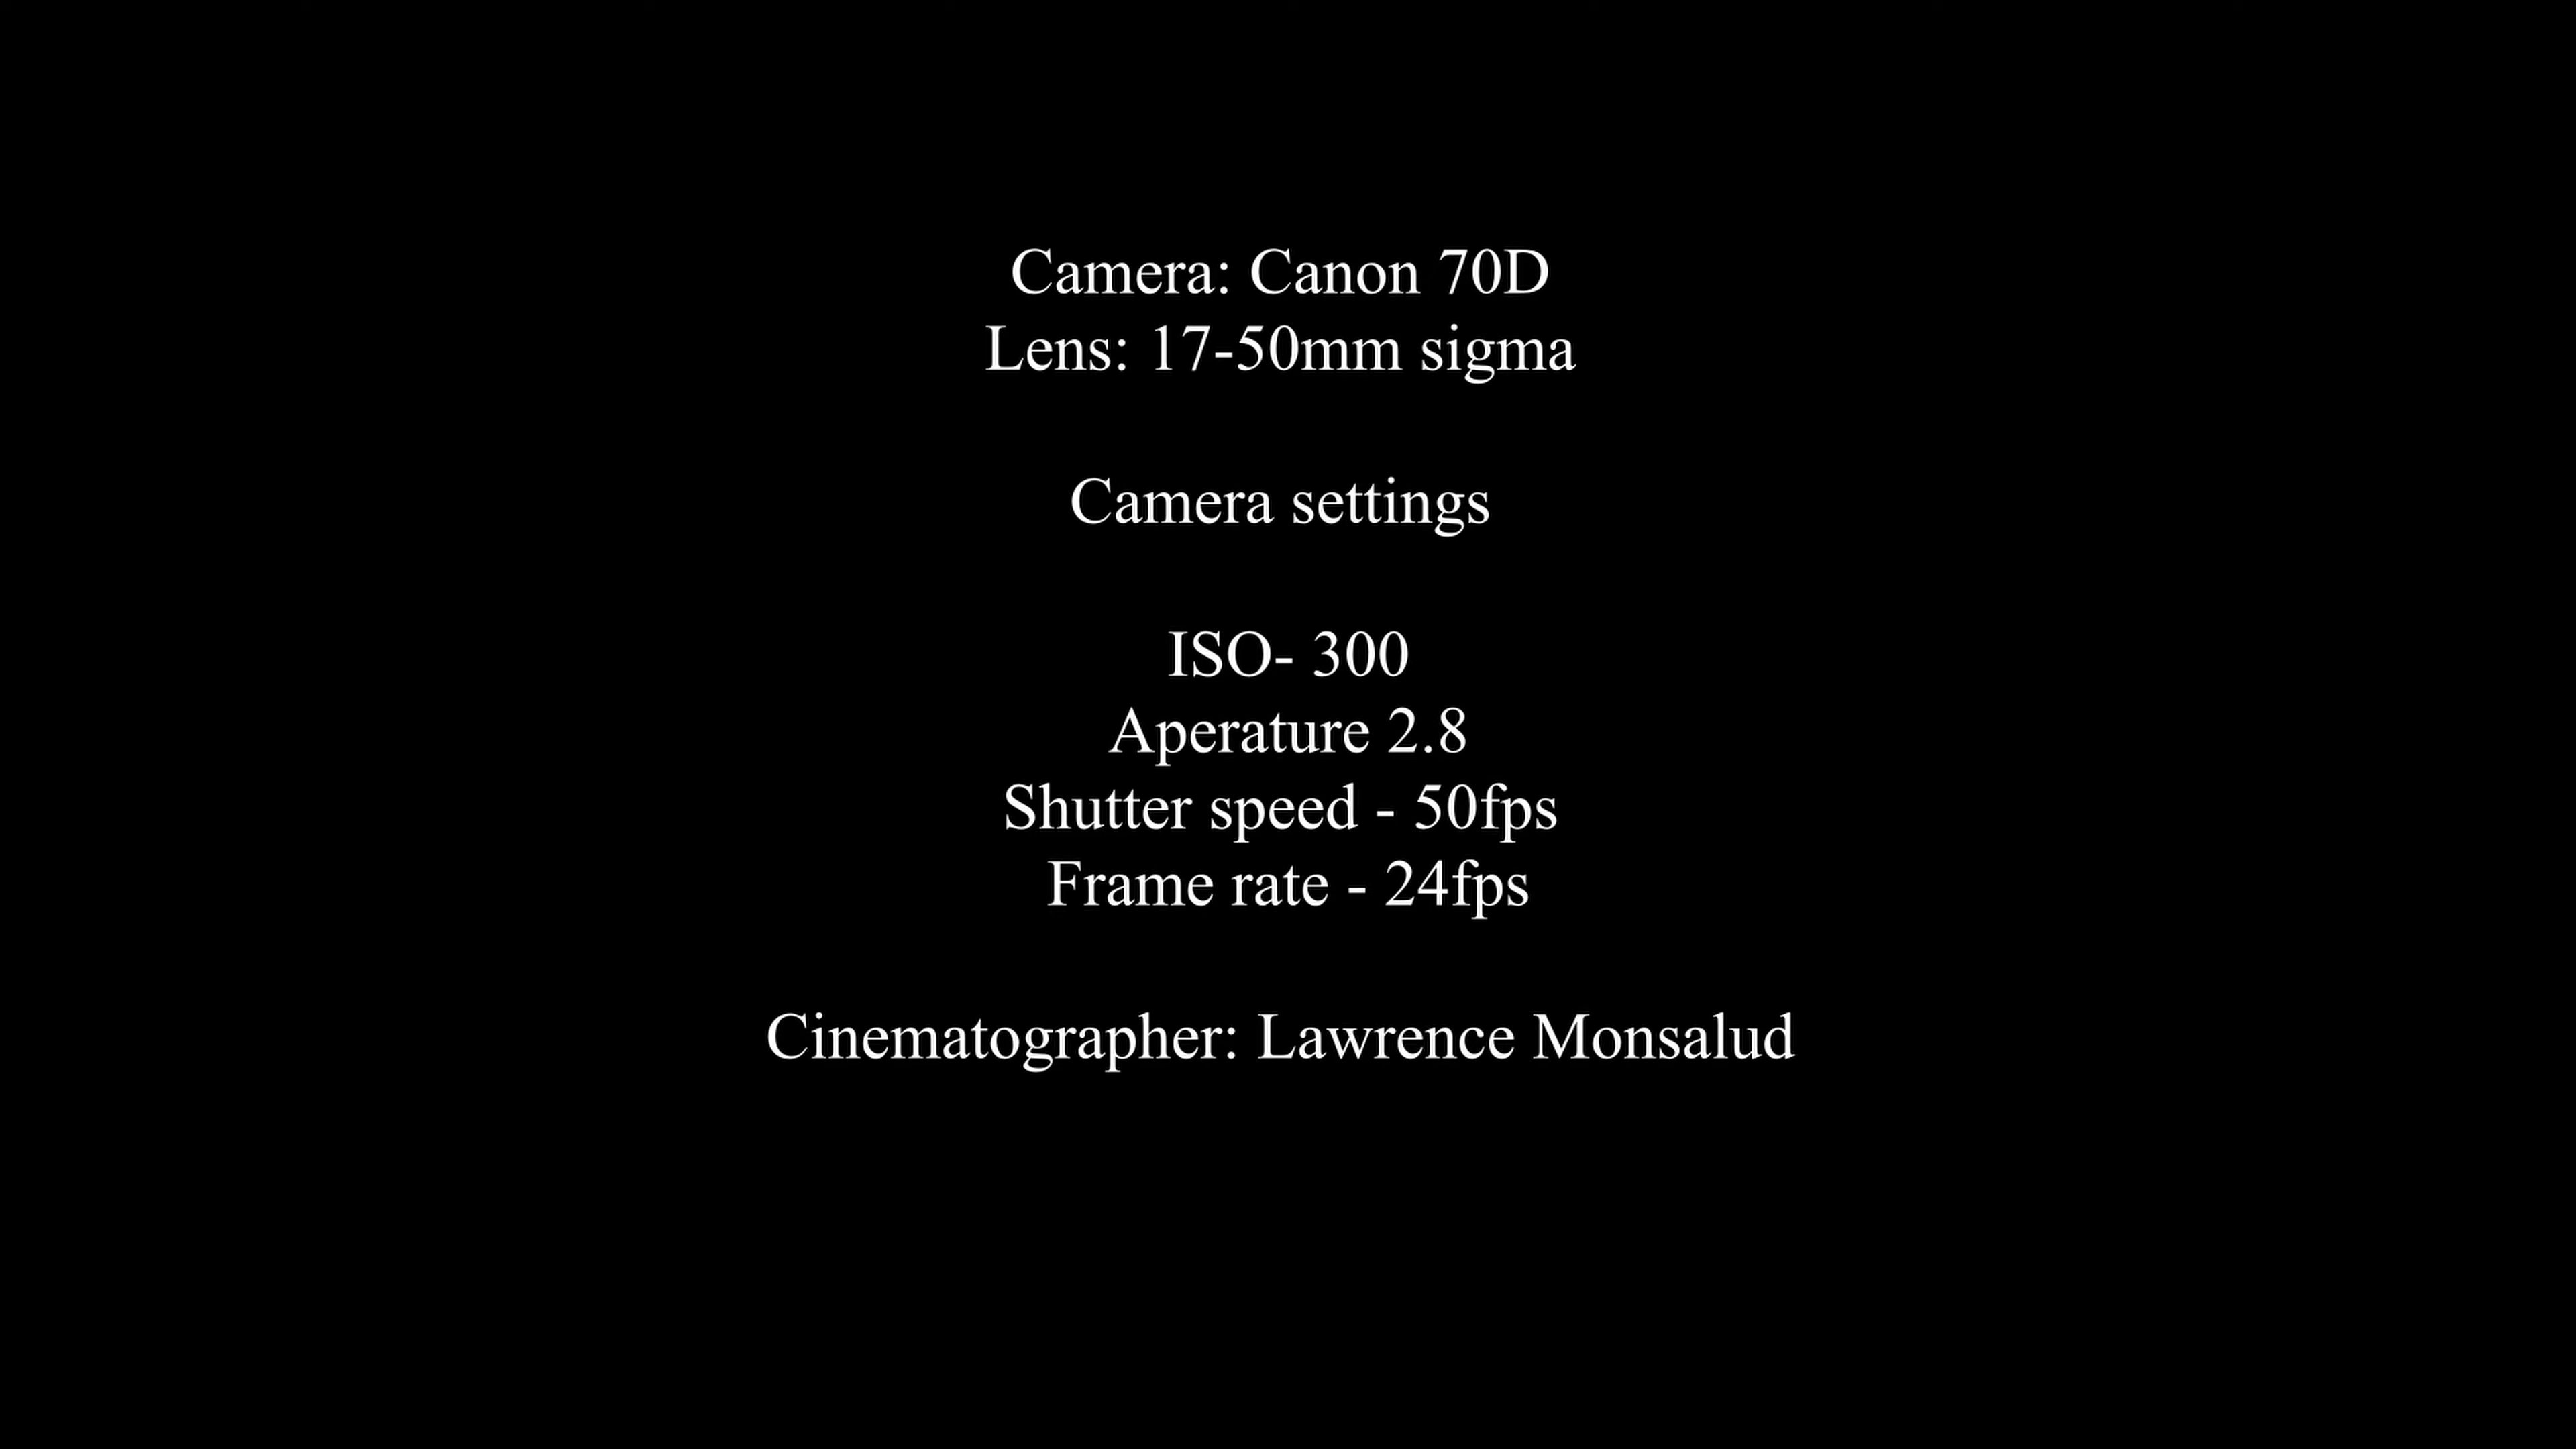 Camera: Canon 70D
Lens: 17-50mm sigma
Camera settings
ISO- 300
Aperature 2.8
Shutter speed - 50fps
Frame rate - 24fps
Cinematographer: Lawrence Monsalud